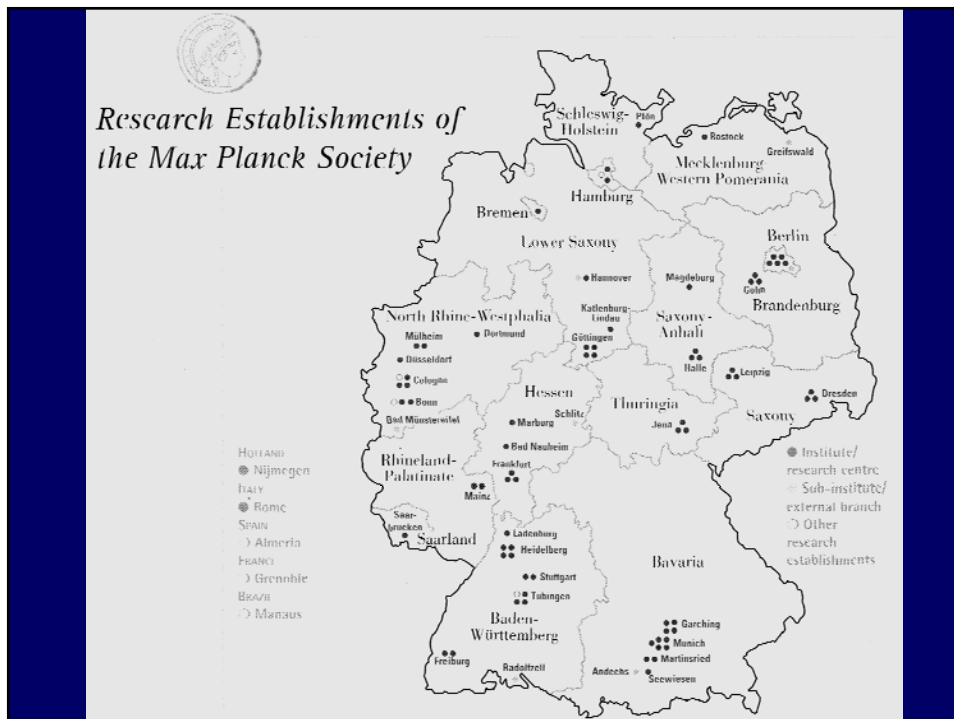 Research Establishments of
the Max Planck Society
Schleswig-
Holstein
Plön
Rostock
Greifswald
Mecklenburg
Western Pomerania
Hamburg
Bremen
Lower Saxony
Berlin
Hannover
Magdeburg
Golm
Brandenburg
Katlenburg-
Lindau
North Rhine-Westphalia
Dortmund
Saxony-
Anhalt
Mülheim
Göttingen
Düsseldorf
Halle
Leipzig
Cologne
Hessen
Dresden
Bonn
Schlitz
Thuringia
Saxony
Bad Münstereifel
Marburg
Jena
Bad Nauheim
Rhineland-
Palatinate
Frankfurt
Mainz
HOLLAND
Nijmegen
ITALY
Rome
SPAIN
Almeria
FRANCE
Grenoble
BRAZIL
Manaus
Institute/
research centre
Sub-institute/
external branch
Other
research
establishments
Saar-
brucken
Saarland
Ladenburg
Heidelberg
Bavaria
Stuttgart
Tübingen
Baden-
Württemberg
Garching
Munich
Martinsried
Freiburg
Radolfzell
Andechs
Seewiesen